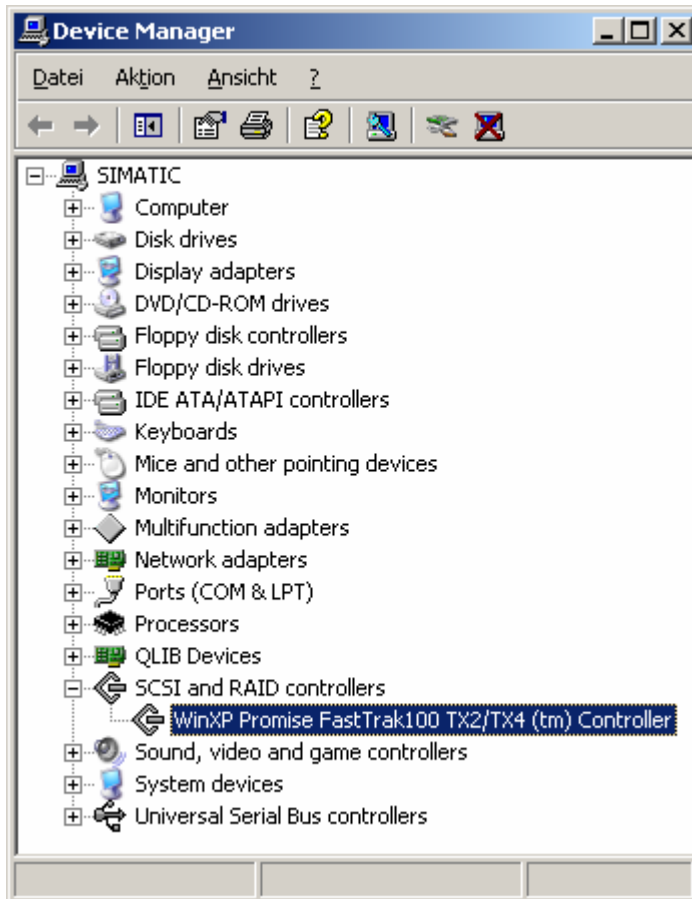 Device Manager
Datei Aktion Ansicht ?
SIMATIC
Computer
Disk drives
Display adapters
DVD/CD-ROM drives
Floppy disk controllers
Floppy disk drives
IDE ATA/ATAPI controllers
Keyboards
Mice and other pointing devices
Monitors
Multifunction adapters
Network adapters
Ports (COM & LPT)
Processors
QLIB Devices
SCSI and RAID controllers
WinXP Promise FastTrak100 TX2/TX4 (tm) Controller
Sound, video and game controllers
System devices
Universal Serial Bus controllers